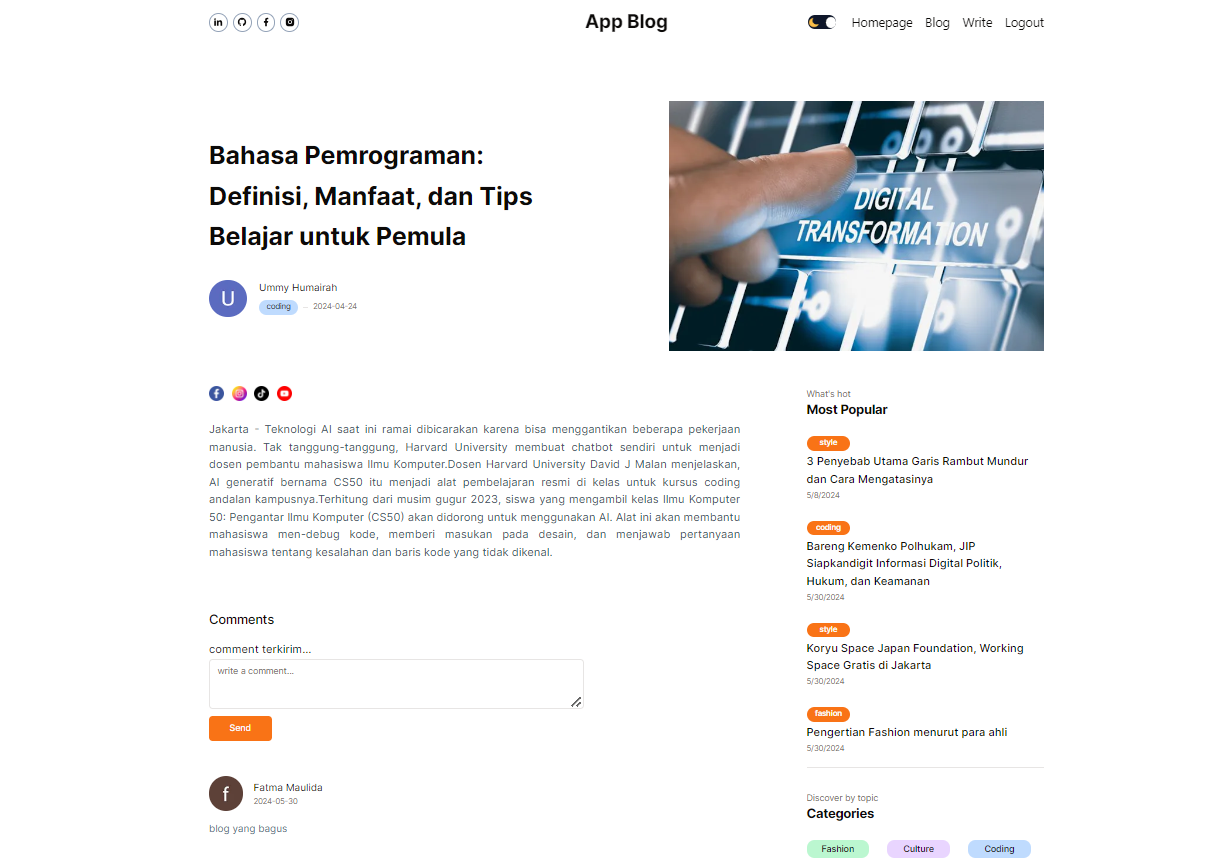 App Blog
Homepage Blog Write Logout
Bahasa Pemrograman:
Definisi, Manfaat, dan Tips
Belajar untuk Pemula
U
Ummy Humairah
coding – 2024-04-24
DIGITAL
TRANSFORMATION
Jakarta - Teknologi AI saat ini ramai dibicarakan karena bisa menggantikan beberapa pekerjaan
manusia. Tak tanggung-tanggung, Harvard University membuat chatbot sendiri untuk menjadi
dosen pembantu mahasiswa Ilmu Komputer.Dosen Harvard University David J Malan menjelaskan,
AI generatif bernama CS50 itu menjadi alat pembelajaran resmi di kelas untuk kursus coding
andalan kampusnya.Terhitung dari musim gugur 2023, siswa yang mengambil kelas Ilmu Komputer
50: Pengantar Ilmu Komputer (CS50) akan didorong untuk menggunakan AI. Alat ini akan membantu
mahasiswa men-debug kode, memberi masukan pada desain, dan menjawab pertanyaan
mahasiswa tentang kesalahan dan baris kode yang tidak dikenal.
Comments
comment terkirim...
write a comment...
Send
f
Fatma Maulida
2024-05-30
blog yang bagus
What's hot
Most Popular
style
3 Penyebab Utama Garis Rambut Mundur
dan Cara Mengatasinya
5/8/2024
coding
Bareng Kemenko Polhukam, JIP
Siapkandigit Informasi Digital Politik,
Hukum, dan Keamanan
5/30/2024
style
Koryu Space Japan Foundation, Working
Space Gratis di Jakarta
5/30/2024
fashion
Pengertian Fashion menurut para ahli
5/30/2024
Discover by topic
Categories
Fashion Culture Coding